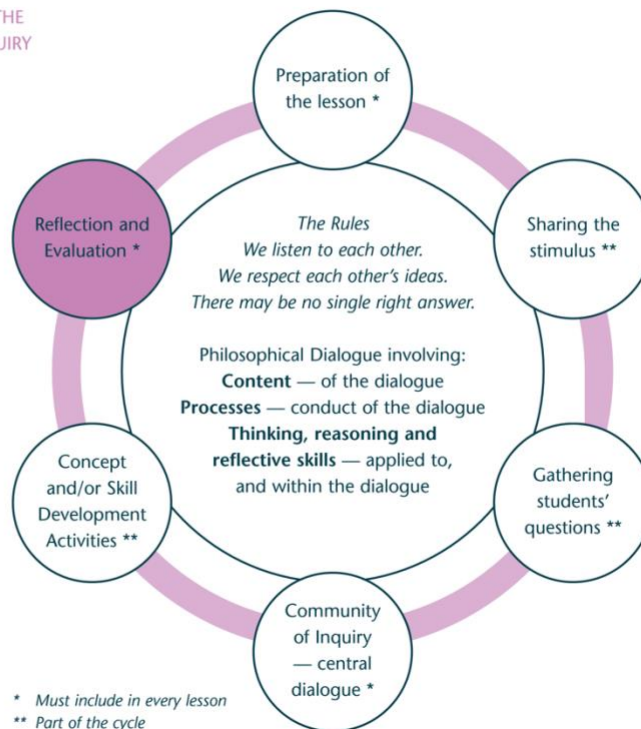 THE
UIRY
Preparation of
the lesson *
Sharing the
stimulus **
Gathering
students'
questions **
Community
of Inquiry
— central
dialogue *
Concept
and/or Skill
Development
Activities **
Reflection and
Evaluation *
The Rules
We listen to each other.
We respect each other's ideas.
There may be no single right answer.
Philosophical Dialogue involving:
Content — of the dialogue
Processes — conduct of the dialogue
Thinking, reasoning and
reflective skills — applied to,
and within the dialogue
* Must include in every lesson
** Part of the cycle